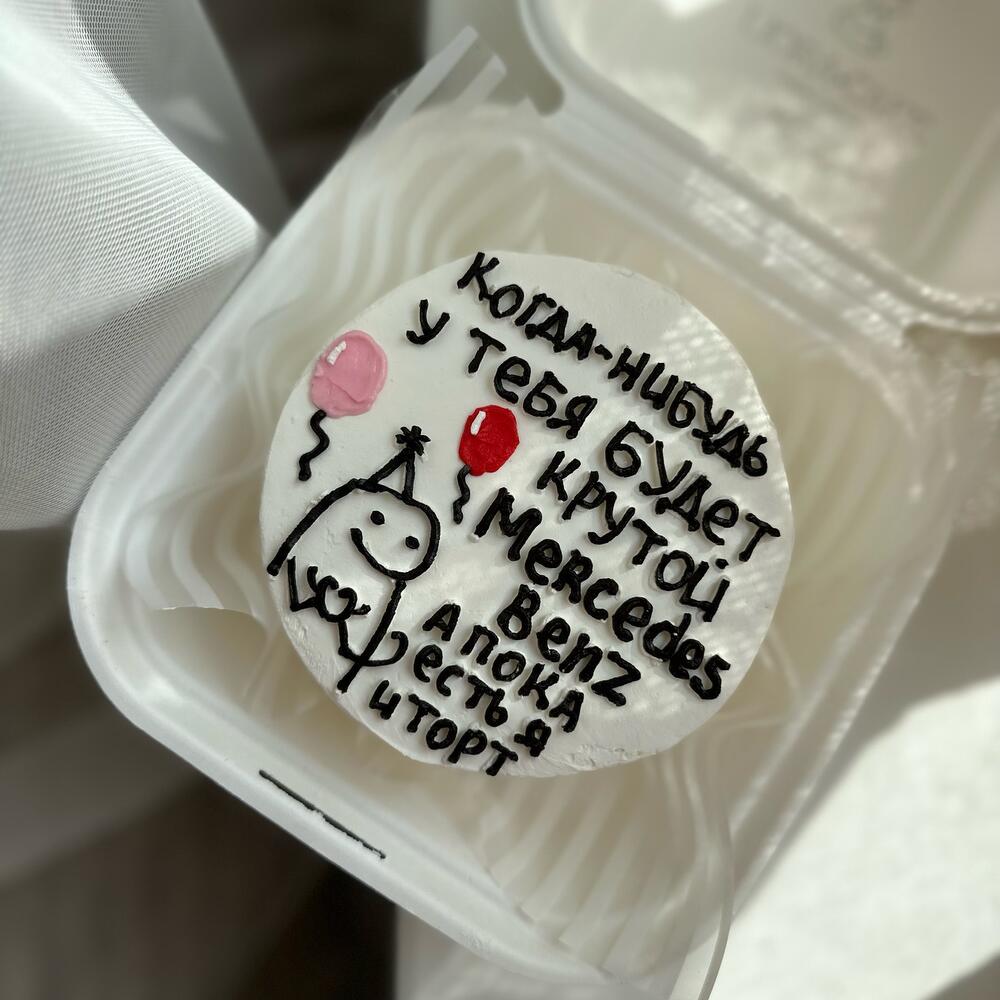 Когда-нибудь
у тебя будет
крутой
Mercedes
Benz
А пока
есть я
и торт